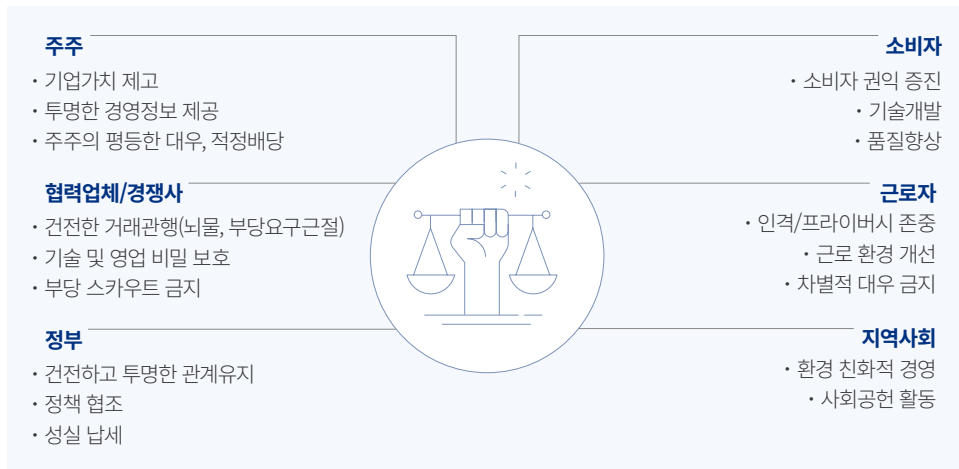 주주
· 기업가치 제고
· 투명한 경영정보 제공
· 주주의 평등한 대우, 적정배당
협력업체/경쟁사
· 건전한 거래관행(뇌물, 부당요구근절)
· 기술 및 영업 비밀 보호
· 부당 스카우트 금지
정부
· 건전하고 투명한 관계유지
· 정책 협조
· 성실 납세
소비자
· 소비자 권익 증진
· 기술개발
· 품질향상
근로자
· 인격/프라이버시 존중
· 근로 환경 개선
· 차별적 대우 금지
지역사회
· 환경 친화적 경영
· 사회공헌 활동